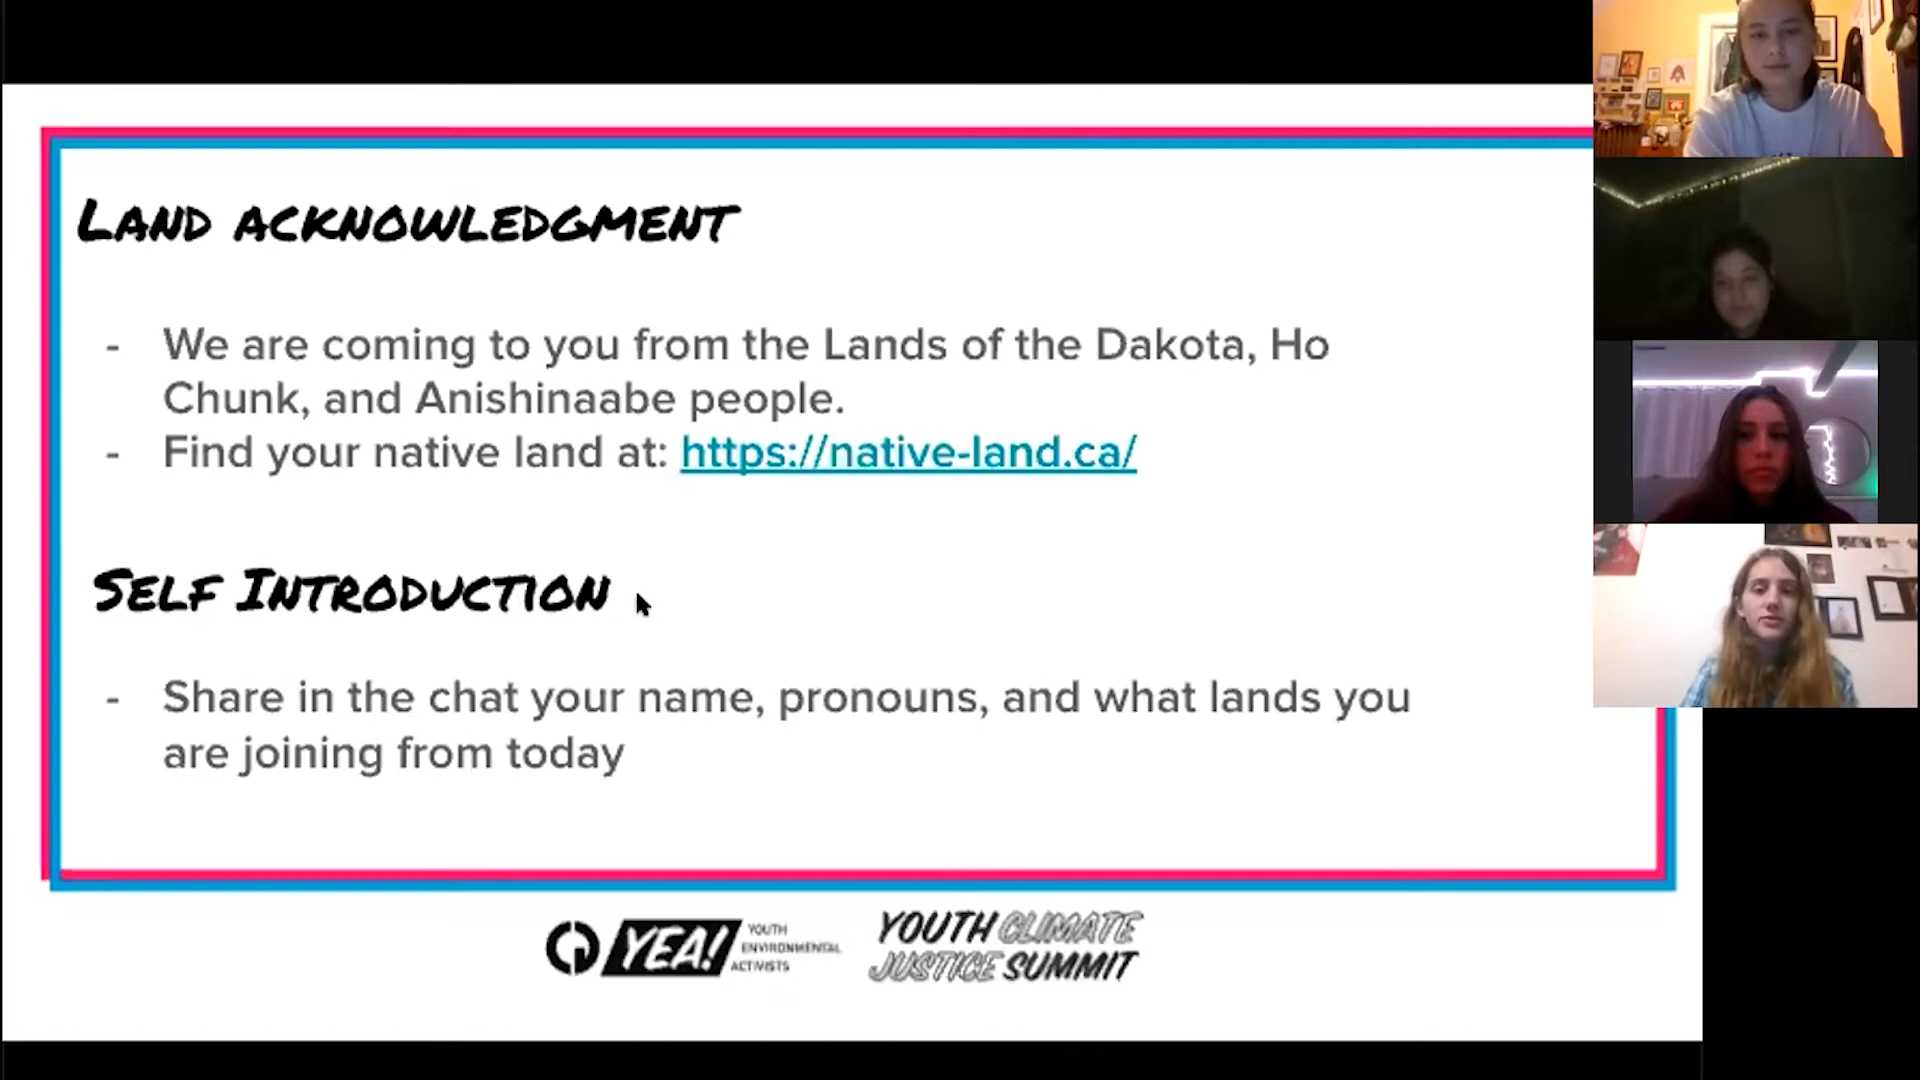 LAND ACKNOWLEDGMENT
- We are coming to you from the Lands of the Dakota, Ho
Chunk, and Anishinaabe people.
- Find your native land at: https://native-land.ca/
SELF INTRODUCTION
- Share in the chat your name, pronouns, and what lands you
are joining from today
YEA!
YOUTH
ENVIRONMENTAL
ACTIVISTS
YOUTH CLIMATE
JUSTICE SUMMIT